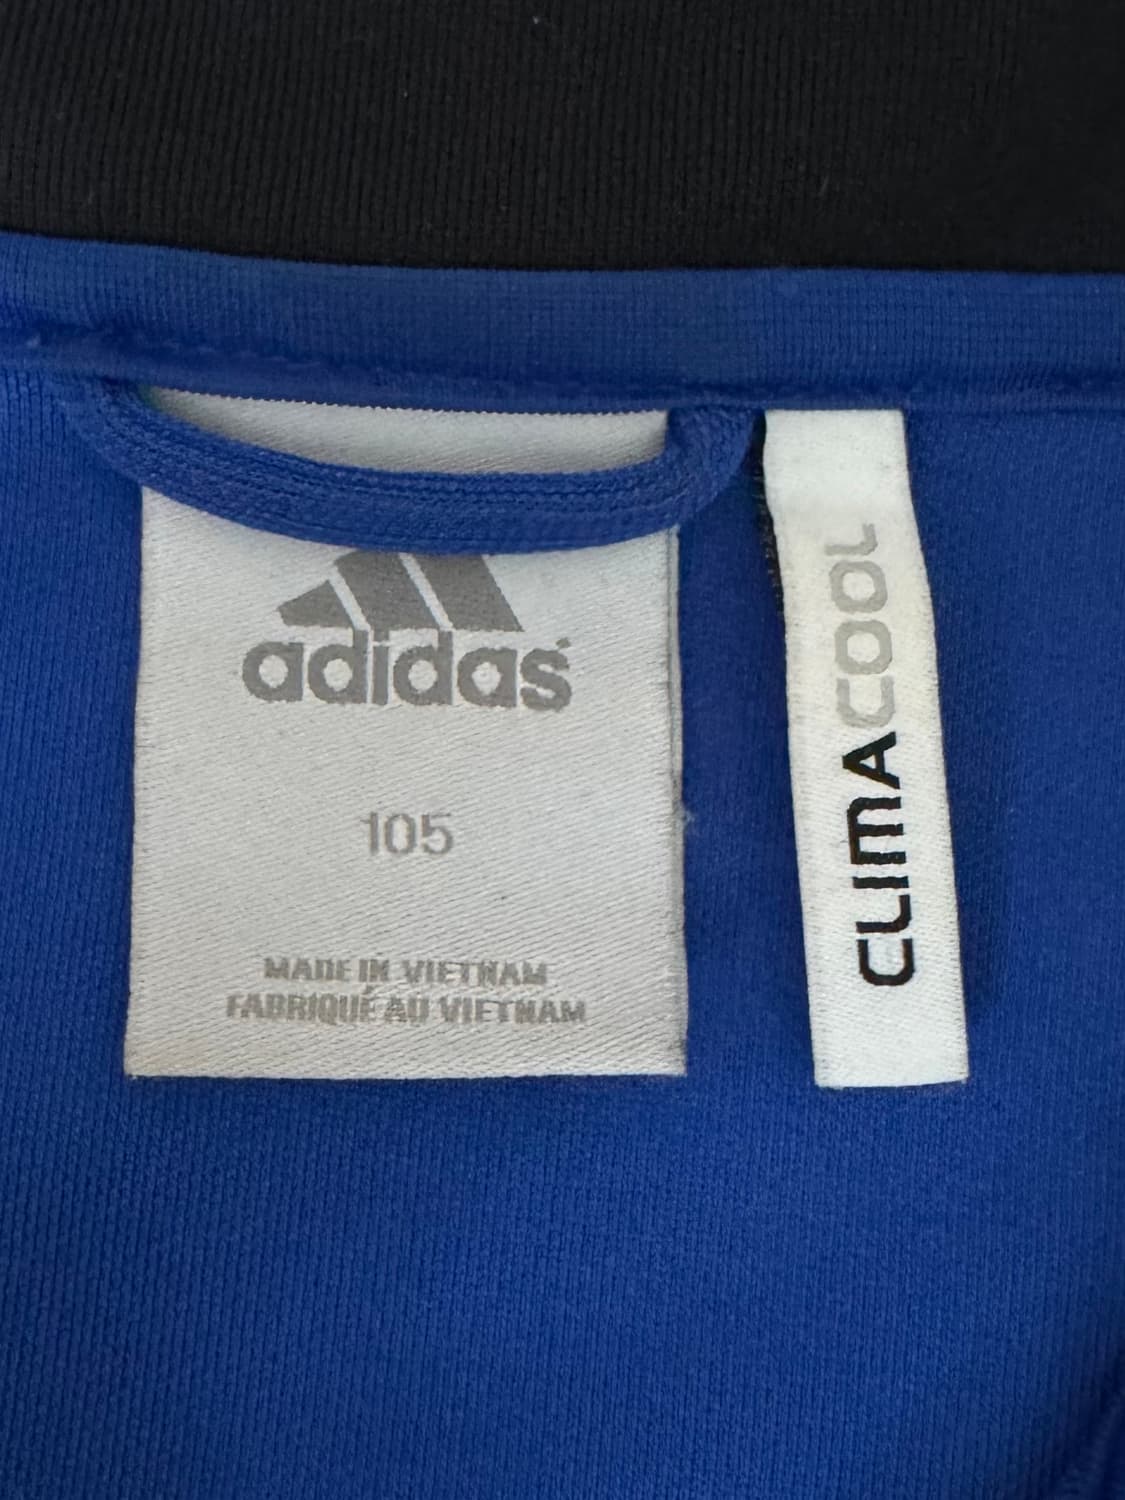 adidas
105
MADE IN VIETNAM
FABRIQUÉ AU VIETNAM
CLIMACOOL